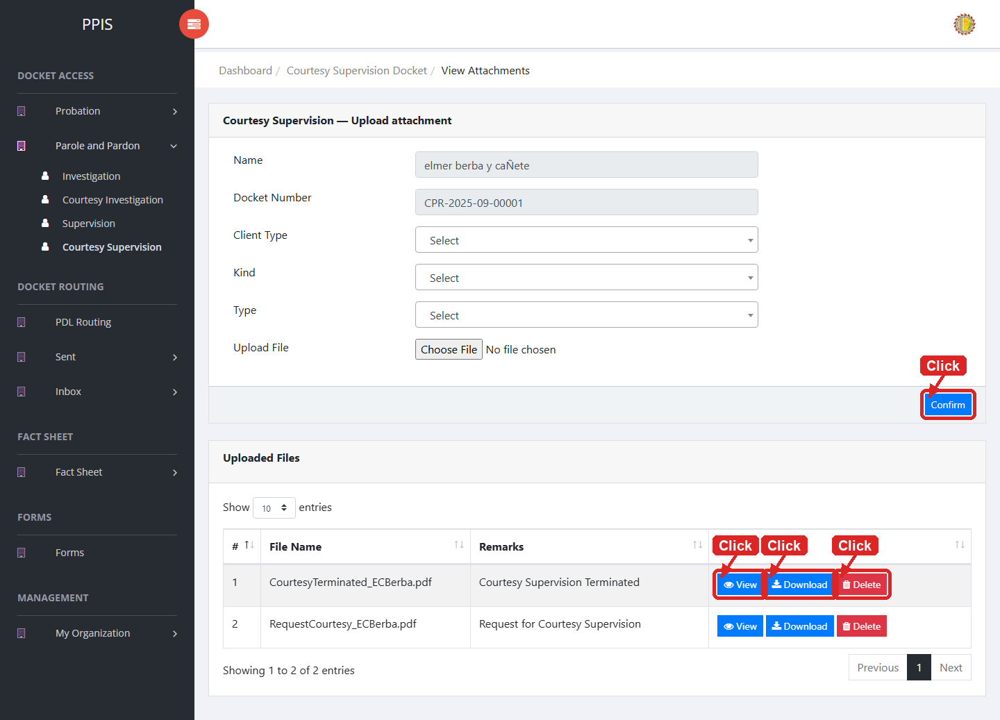 PPIS
Dashboard / Courtesy Supervision Docket / View Attachments
DOCKET ACCESS
Probation
Parole and Pardon
Investigation
Courtesy Investigation
Supervision
Courtesy Supervision
DOCKET ROUTING
PDL Routing
Sent
Inbox
FACT SHEET
Fact Sheet
FORMS
Forms
MANAGEMENT
My Organization
Courtesy Supervision — Upload attachment
Name
elmer berba y caÑete
Docket Number
CPR-2025-09-00001
Client Type
Select
Kind
Select
Type
Select
Upload File
Choose File No file chosen
Click
Confirm
Uploaded Files
Show 10 entries
# File Name Remarks
Click Click Click
1 CourtesyTerminated_ECBerba.pdf Courtesy Supervision Terminated View Download Delete
2 RequestCourtesy_ECBerba.pdf Request for Courtesy Supervision View Download Delete
Showing 1 to 2 of 2 entries
Previous 1 Next